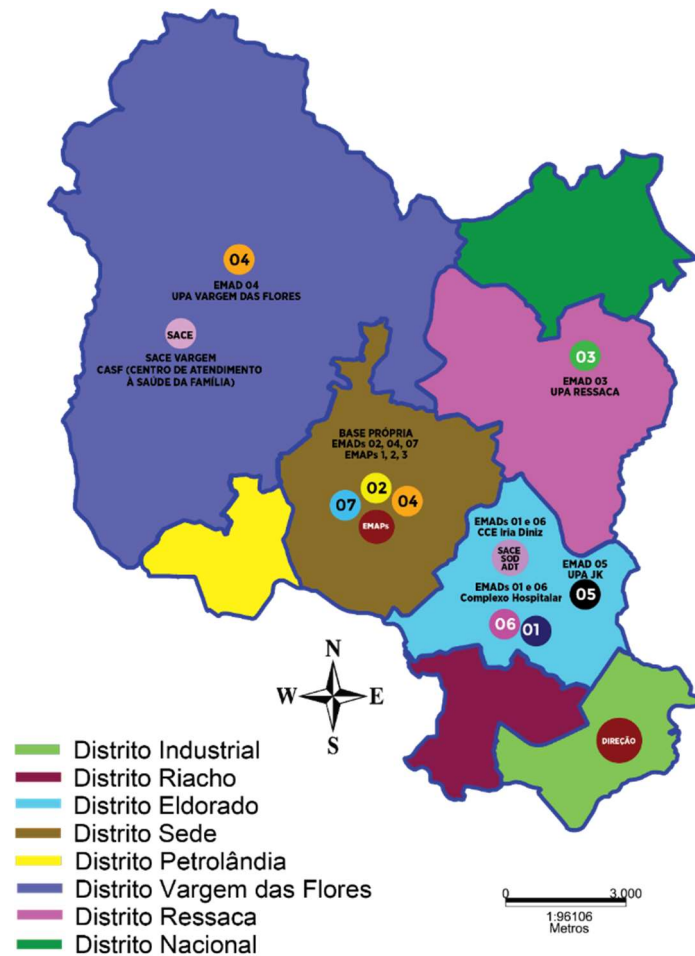 04
EMAD 04
UPA VARGEM DAS FLORES
SACE
SACE VARGEM
CASF (CENTRO DE ATENDIMENTO
À SAÚDE DA FAMÍLIA)
03
EMAD 03
UPA RESSACA
BASE PRÓPRIA
EMADs 02, 04, 07
EMAPs 1, 2, 3
02
07
04
EMAPs
EMADs 01 e 06
CCE iria Diniz
SACE
SOD
ADT
EMAD 05
UPA JK
05
EMADs 01 e 06
Complexo Hospitalar
06
01
N
W
E
S
DIREÇÃO
Distrito Industrial
Distrito Riacho
Distrito Eldorado
Distrito Sede
Distrito Petrolândia
Distrito Vargem das Flores
Distrito Ressaca
Distrito Nacional
0 3,000
1:96106
Metros